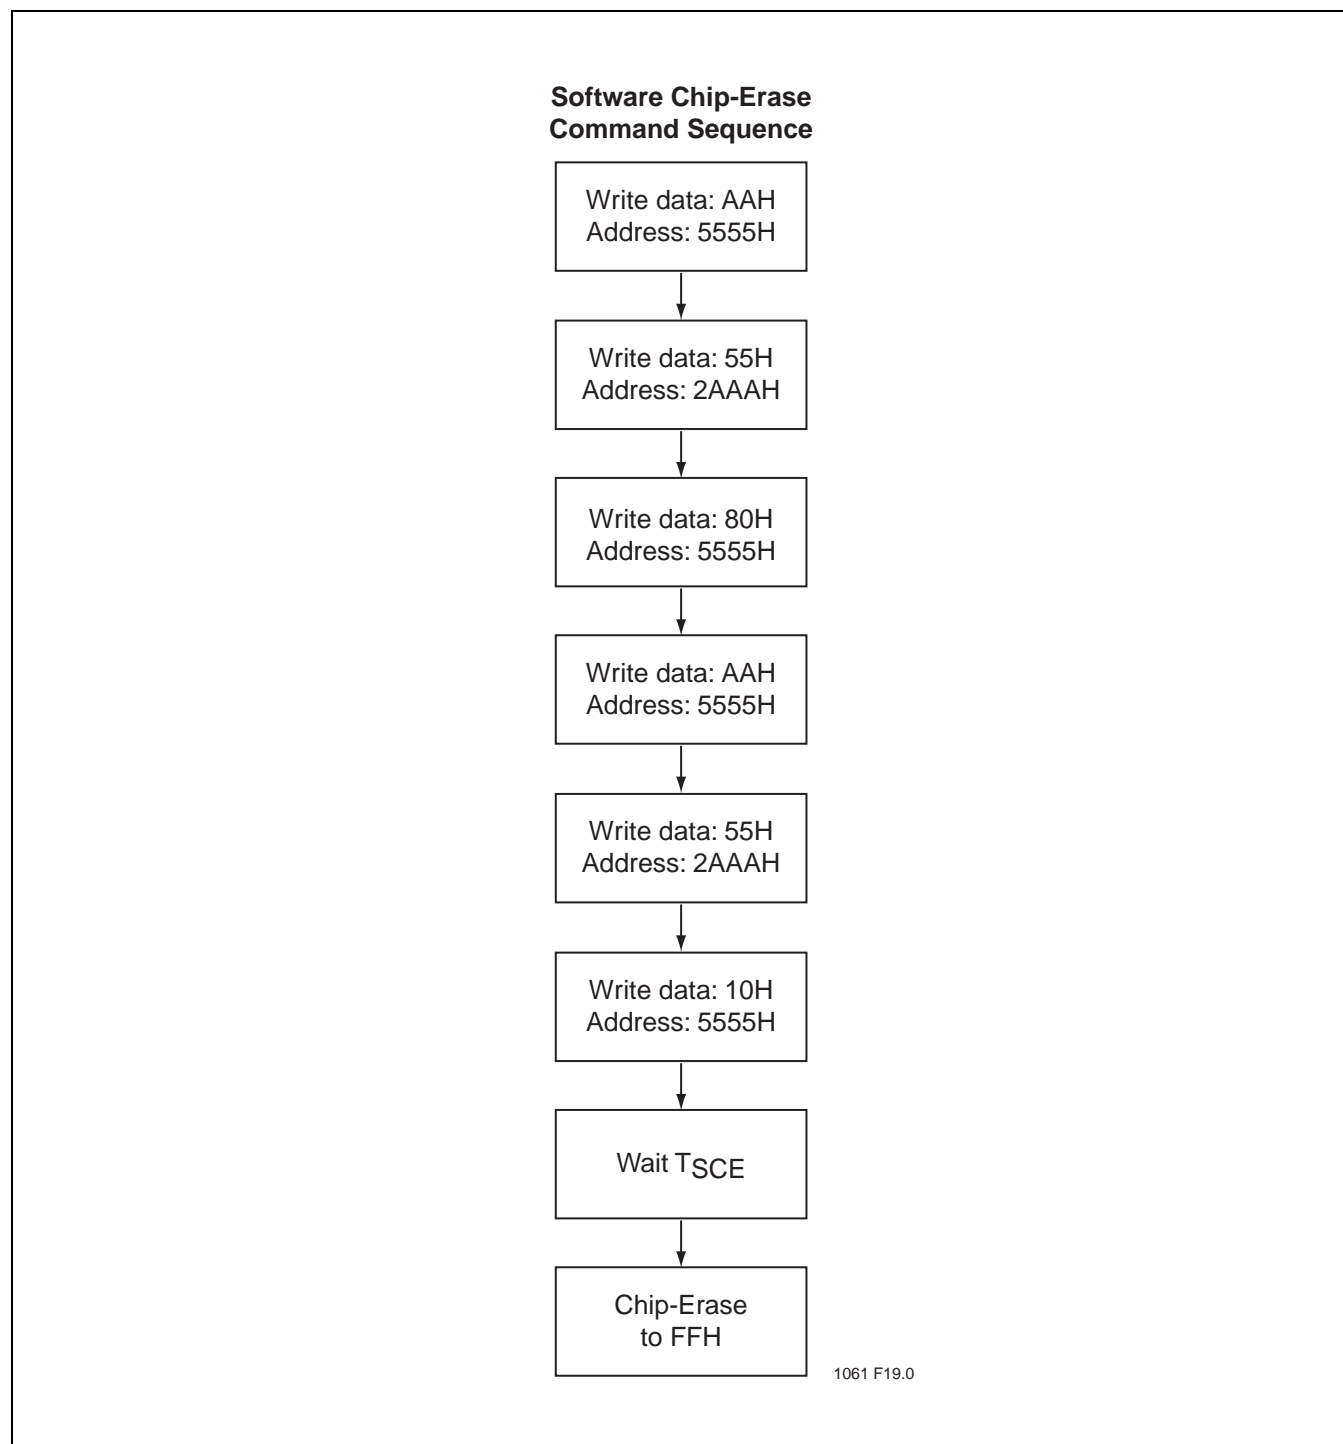 Software Chip-Erase
Command Sequence
Write data: AAH
Address: 5555H
Write data: 55H
Address: 2AAAH
Write data: 80H
Address: 5555H
Write data: AAH
Address: 5555H
Write data: 55H
Address: 2AAAH
Write data: 10H
Address: 5555H
Wait TSCE
Chip-Erase
to FFH
1061 F19.0